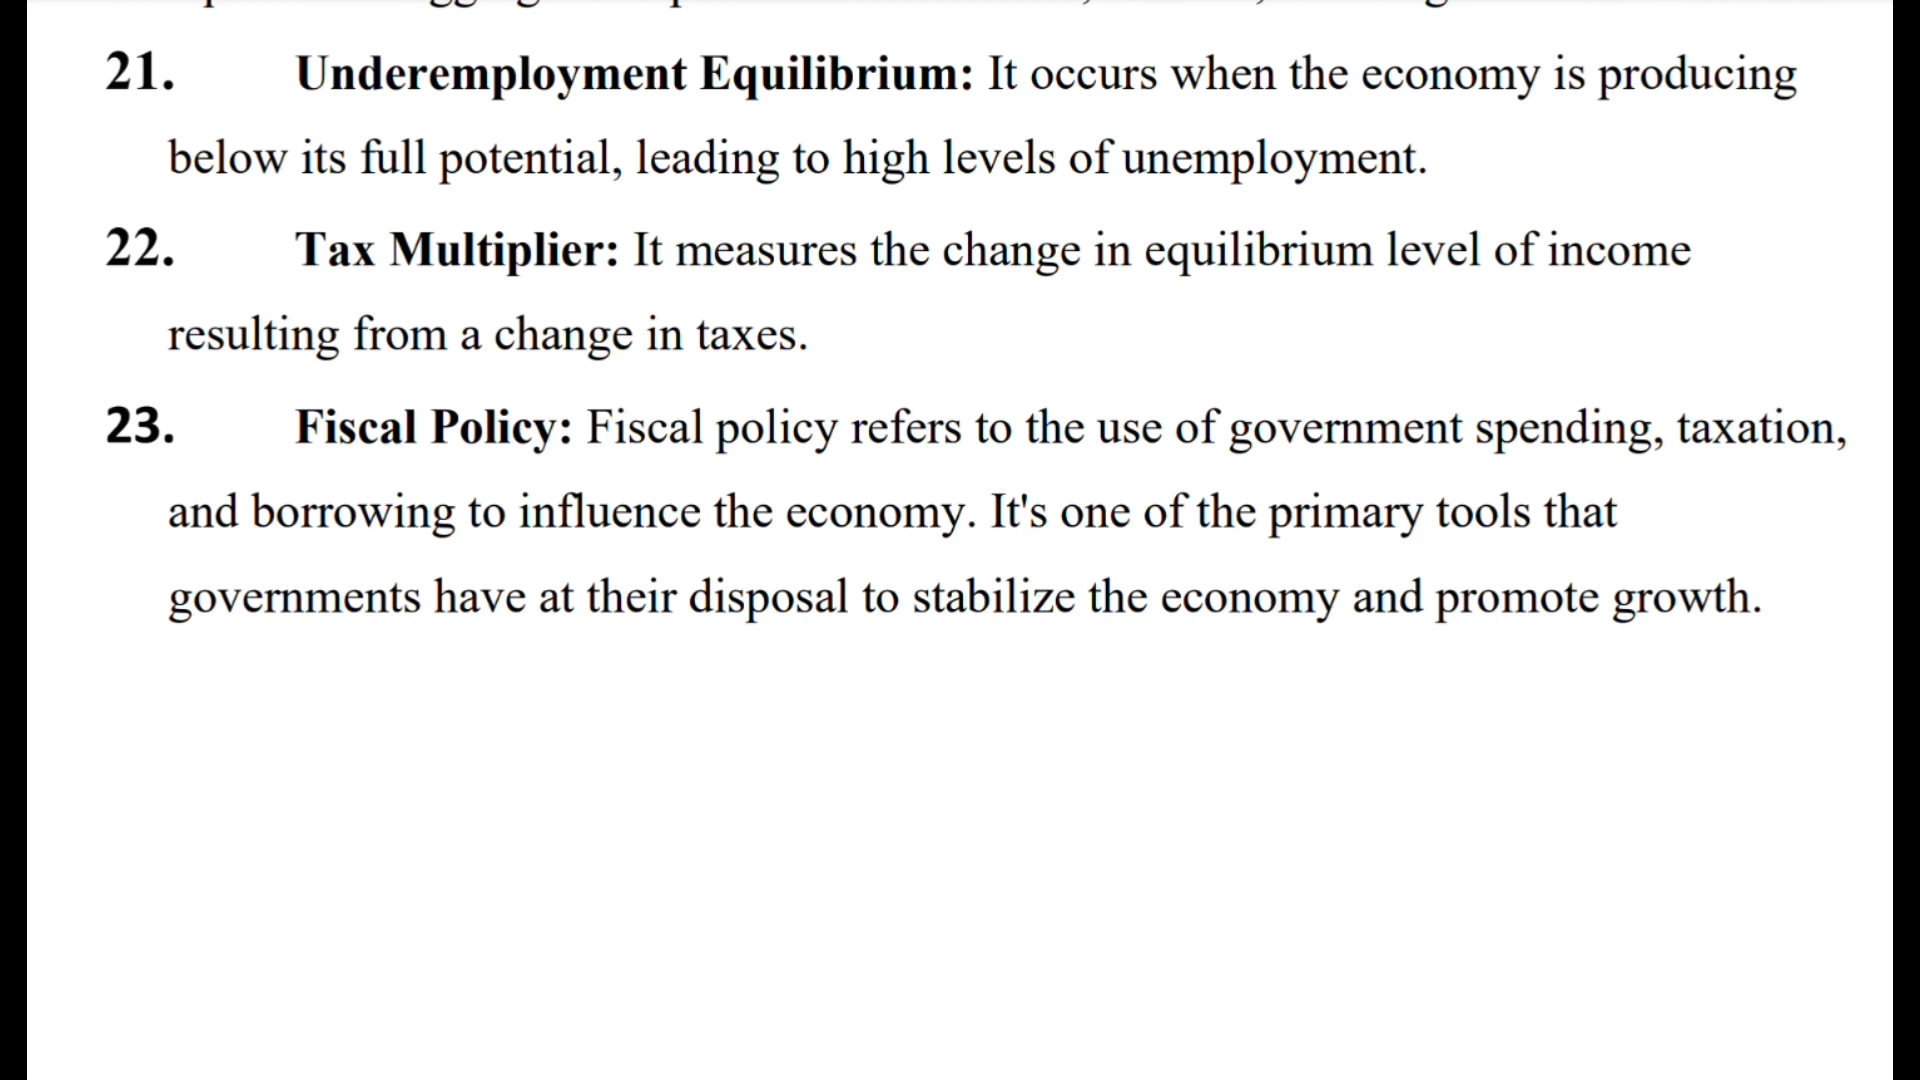 21. Underemployment Equilibrium: It occurs when the economy is producing
below its full potential, leading to high levels of unemployment.
22. Tax Multiplier: It measures the change in equilibrium level of income
resulting from a change in taxes.
23. Fiscal Policy: Fiscal policy refers to the use of government spending, taxation,
and borrowing to influence the economy. It's one of the primary tools that
governments have at their disposal to stabilize the economy and promote growth.